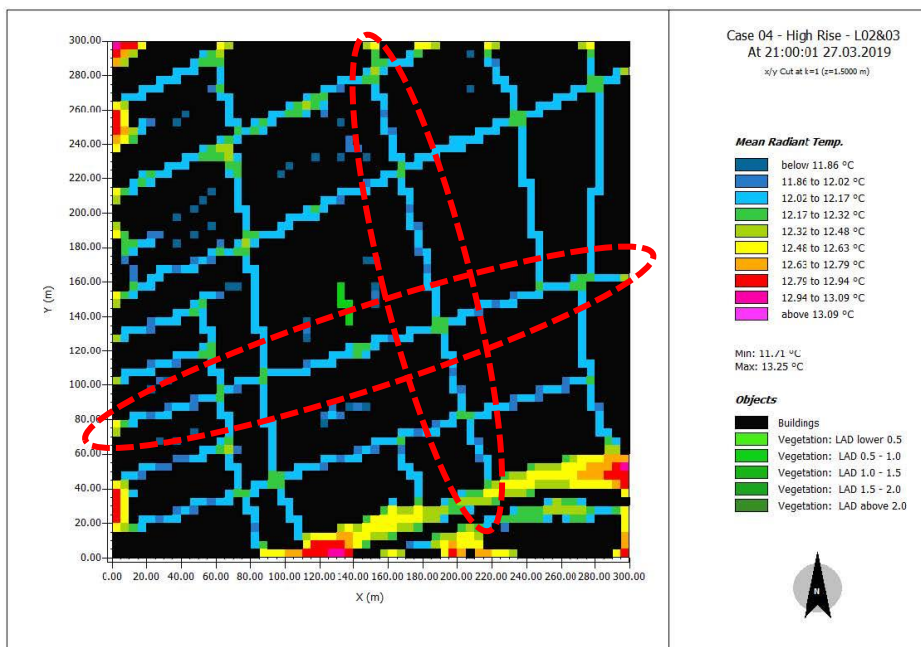 Case 04 - High Rise - L02&03
At 21:00:01 27.03.2019
x/y Cut at k=1 (z=1.5000 m)
300.00
280.00
260.00
240.00
220.00
200.00
180.00
160.00
140.00
120.00
100.00
80.00
60.00
40.00
20.00
0.00
Y (m)
0.00 20.00 40.00 60.00 80.00 100.00 120.00 140.00 160.00 180.00 200.00 220.00 240.00 260.00 280.00 300.00
X (m)
Mean Radiant Temp.
below 11.86 °C
11.86 to 12.02 °C
12.02 to 12.17 °C
12.17 to 12.32 °C
12.32 to 12.48 °C
12.48 to 12.63 °C
12.63 to 12.79 °C
12.79 to 12.94 °C
12.94 to 13.09 °C
above 13.09 °C
Min: 11.71 °C
Max: 13.25 °C
Objects
Buildings
Vegetation: LAD lower 0.5
Vegetation: LAD 0.5 - 1.0
Vegetation: LAD 1.0 - 1.5
Vegetation: LAD 1.5 - 2.0
Vegetation: LAD above 2.0
N